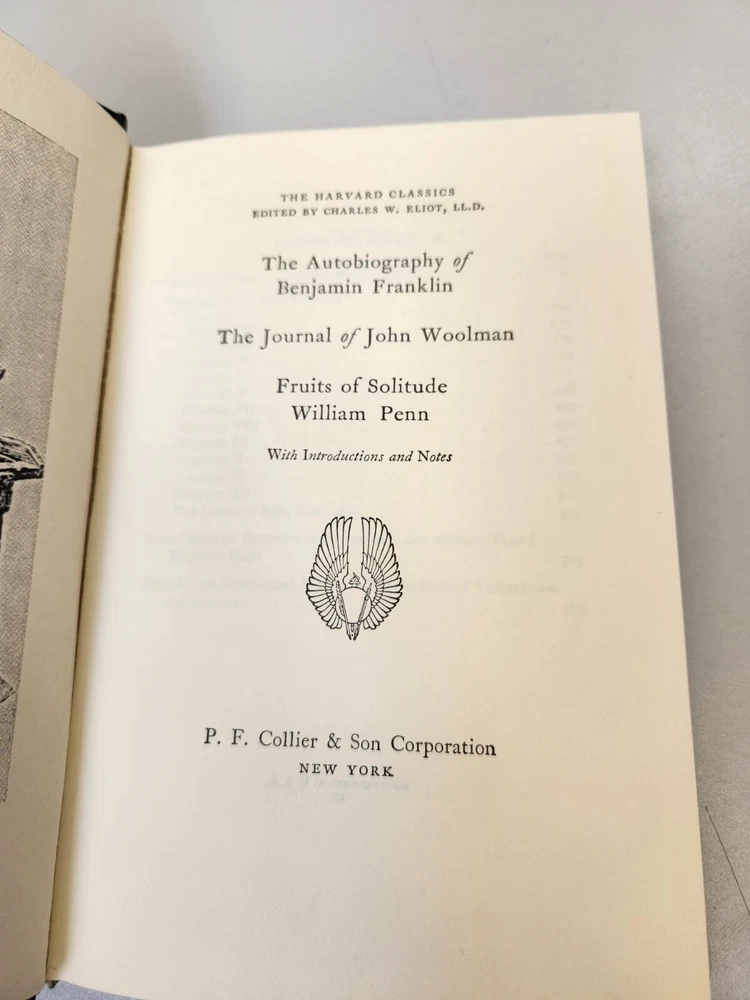 THE HARVARD CLASSICS
EDITED BY CHARLES W. ELIOT, LL.D.
The Autobiography of
Benjamin Franklin
The Journal of John Woolman
Fruits of Solitude
William Penn
With Introductions and Notes
P. F. Collier & Son Corporation
NEW YORK